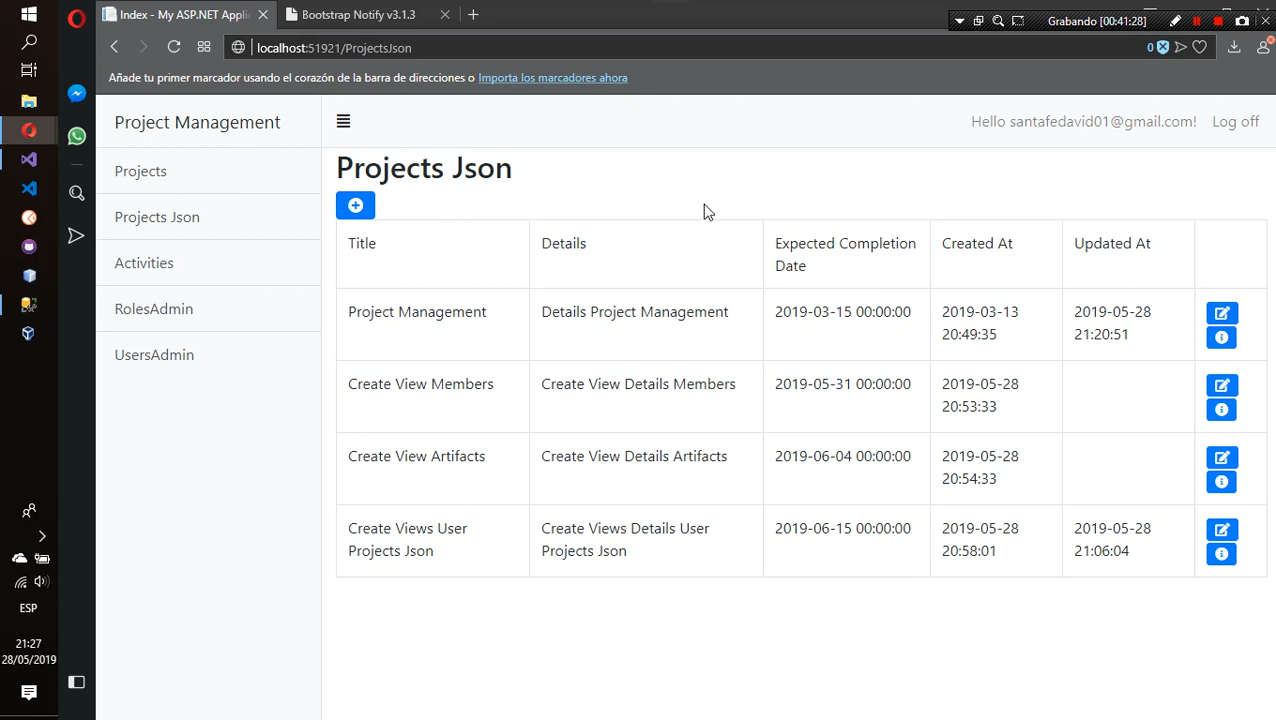 Index - My ASP.NET Applic
Bootstrap Notify v3.1.3
Grabando [00:41:28]
localhost:51921/ProjectsJson
0
Añade tu primer marcador usando el corazón de la barra de direcciones o Importa los marcadores ahora
Project Management
Hello santafedavid01@gmail.com!
Log off
Projects
Projects Json
Activities
RolesAdmin
UsersAdmin
Projects Json
Title
Details
Expected Completion
Date
Created At
Updated At
Project Management
Details Project Management
2019-03-15 00:00:00
2019-03-13
20:49:35
2019-05-28
21:20:51
Create View Members
Create View Details Members
2019-05-31 00:00:00
2019-05-28
20:53:33
Create View Artifacts
Create View Details Artifacts
2019-06-04 00:00:00
2019-05-28
20:54:33
Create Views User
Projects Json
Create Views Details User
Projects Json
2019-06-15 00:00:00
2019-05-28
20:58:01
2019-05-28
21:06:04
ESP
21:27
28/05/2019